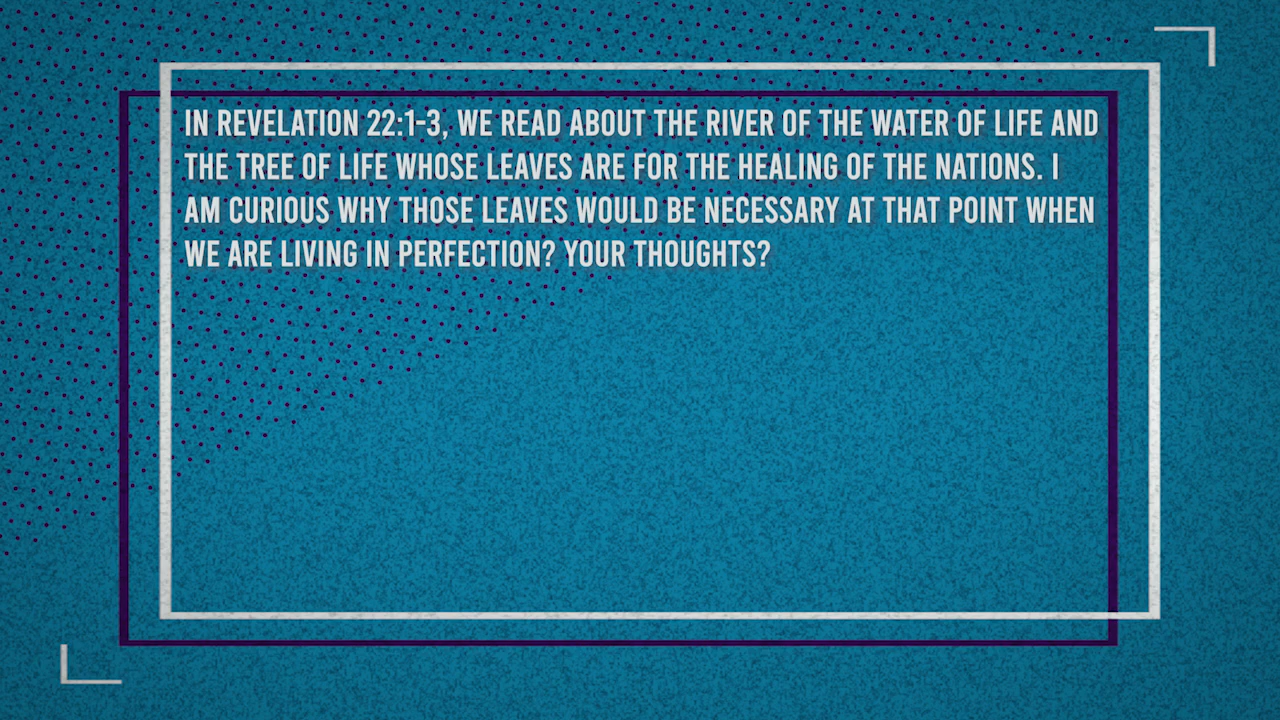 IN REVELATION 22:1-3, WE READ ABOUT THE RIVER OF THE WATER OF LIFE AND
THE TREE OF LIFE WHOSE LEAVES ARE FOR THE HEALING OF THE NATIONS. I
AM CURIOUS WHY THOSE LEAVES WOULD BE NECESSARY AT THAT POINT WHEN
WE ARE LIVING IN PERFECTION? YOUR THOUGHTS?